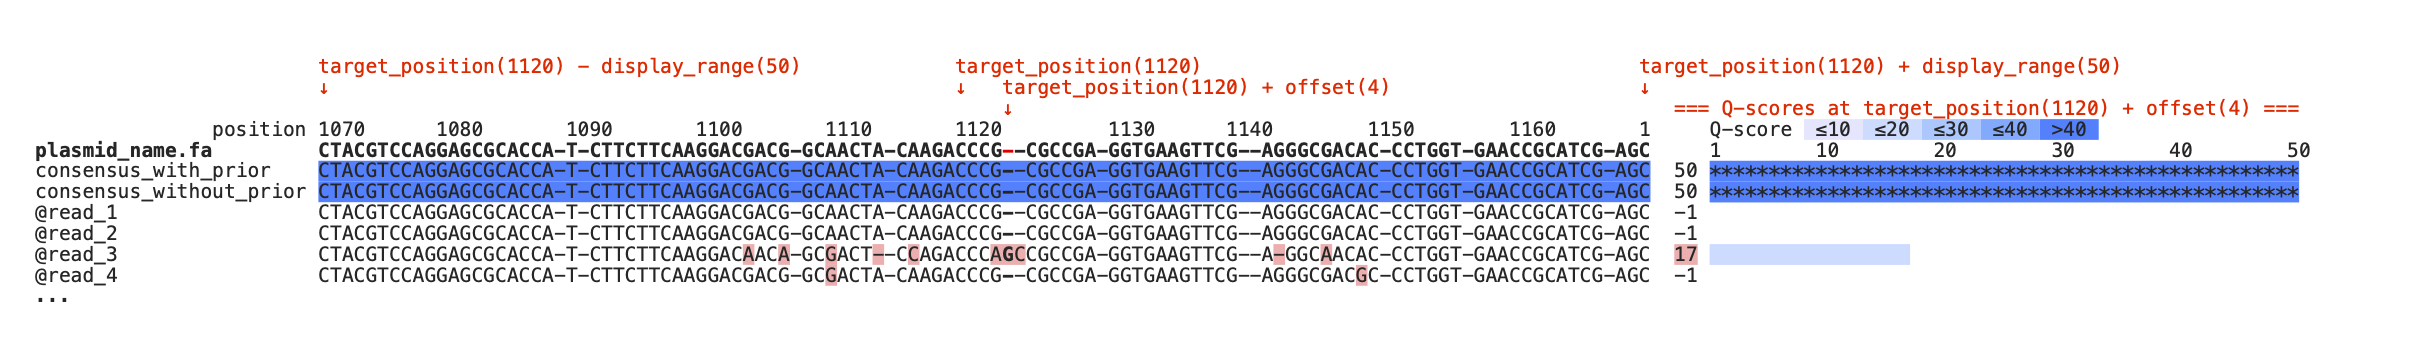 target_position(1120) - display_range(50) target_position(1120) target_position(1120) + display_range(50)
↓ ↓ target_position(1120) + offset(4) ↓
↓ === Q-scores at target_position(1120) + offset(4) ===
position 1070 1080 1090 1100 1110 1120 1130 1140 1150 1160 1 Q-score ≤10 ≤20 ≤30 ≤40 >40
plasmid_name.fa CTACGTCCAGGAGCGCACCA-T-CTTCTTCAAGGACGACG-GCAACTA-CAAGACCCG--CGCCGA-GGTGAAGTTCG--AGGGCGACAC-CCTGGT-GAACCGCATCG-AGC 1 10 20 30 40 50
consensus_with_prior CTACGTCCAGGAGCGCACCA-T-CTTCTTCAAGGACGACG-GCAACTA-CAAGACCCG--CGCCGA-GGTGAAGTTCG--AGGGCGACAC-CCTGGT-GAACCGCATCG-AGC 50 **************************************************
consensus_without_prior CTACGTCCAGGAGCGCACCA-T-CTTCTTCAAGGACGACG-GCAACTA-CAAGACCCG--CGCCGA-GGTGAAGTTCG--AGGGCGACAC-CCTGGT-GAACCGCATCG-AGC 50 **************************************************
@read_1 CTACGTCCAGGAGCGCACCA-T-CTTCTTCAAGGACGACG-GCAACTA-CAAGACCCG--CGCCGA-GGTGAAGTTCG--AGGGCGACAC-CCTGGT-GAACCGCATCG-AGC -1
@read_2 CTACGTCCAGGAGCGCACCA-T-CTTCTTCAAGGACGACG-GCAACTA-CAAGACCCG--CGCCGA-GGTGAAGTTCG--AGGGCGACAC-CCTGGT-GAACCGCATCG-AGC -1
@read_3 CTACGTCCAGGAGCGCACCA-T-CTTCTTCAAGGACAACA-GCGACT--CCAGACCCAGCCGCCGA-GGTGAAGTTCG--A-GGCAACAC-CCTGGT-GAACCGCATCG-AGC 17
@read_4 CTACGTCCAGGAGCGCACCA-T-CTTCTTCAAGGACGACG-GCGACTA-CAAGACCCG--CGCCGA-GGTGAAGTTCG--AGGGCGACGC-CCTGGT-GAACCGCATCG-AGC -1
...